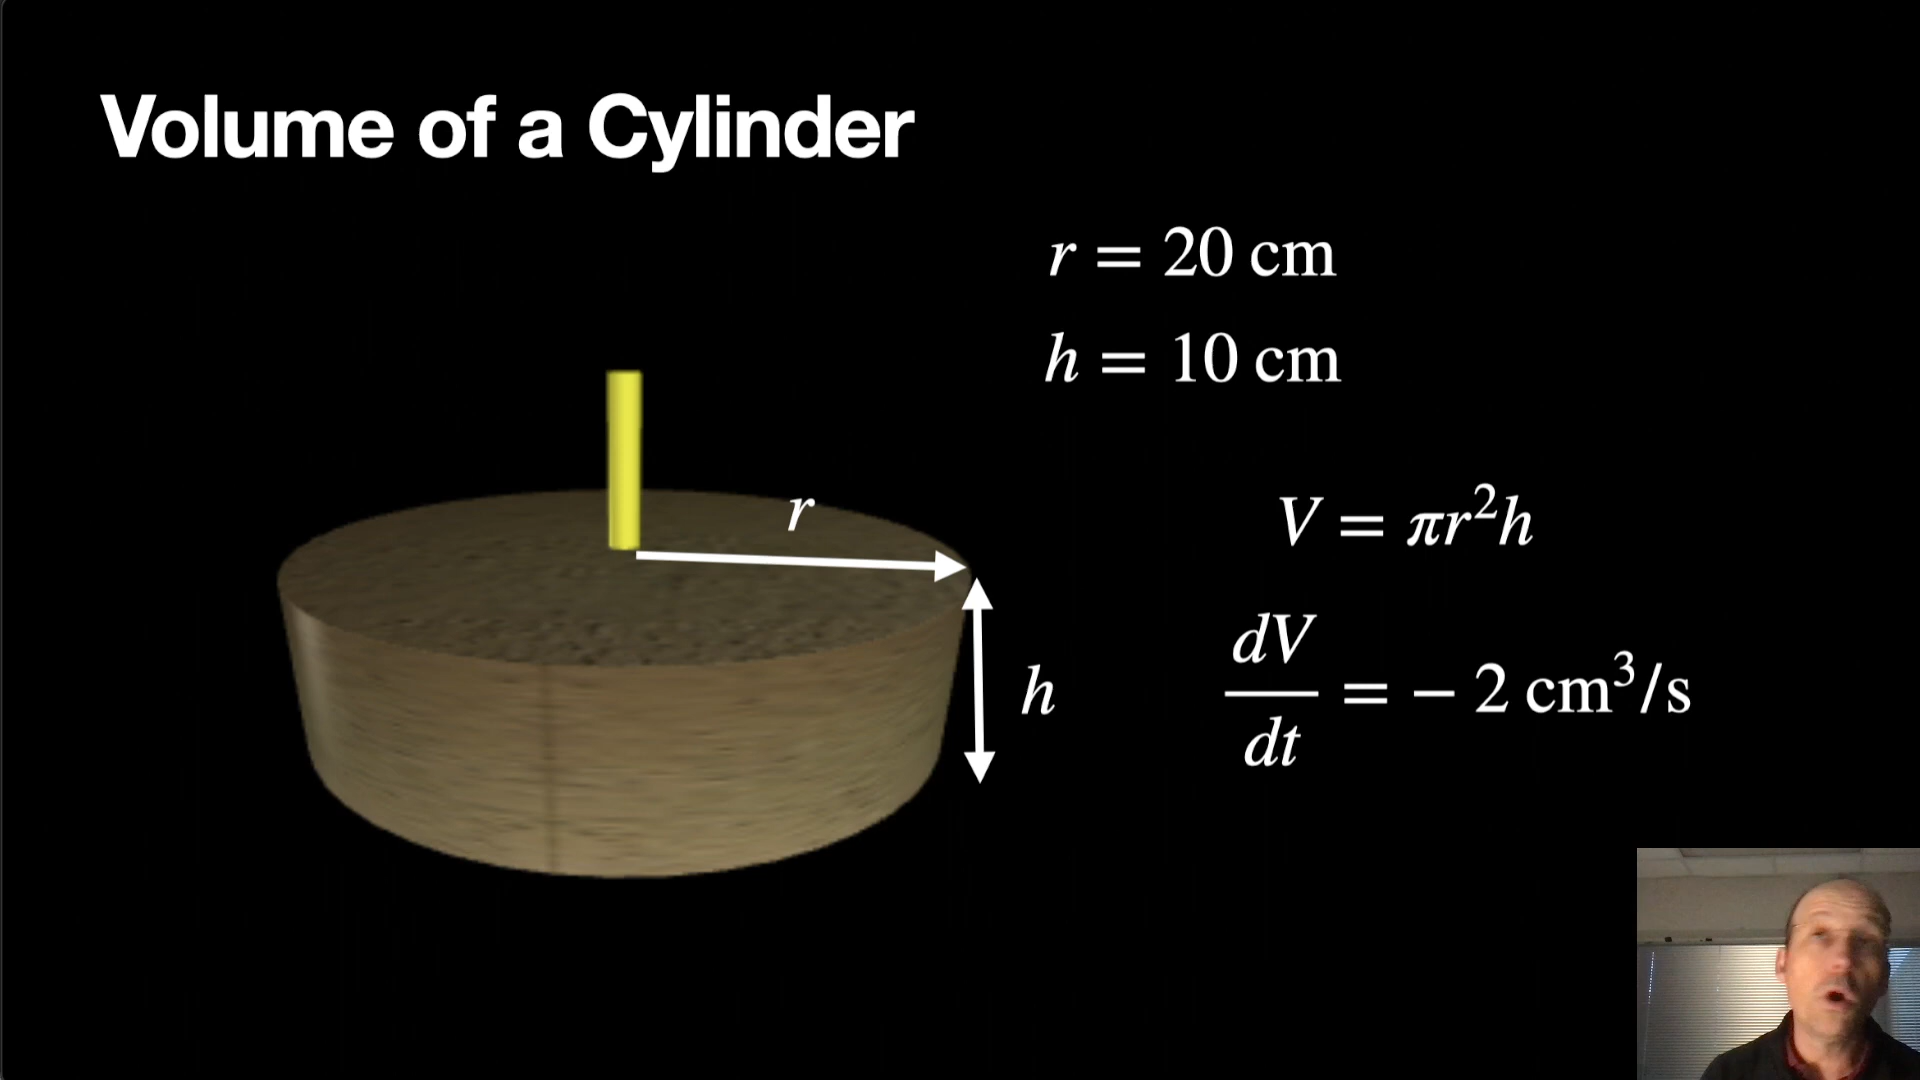 Volume of a Cylinder
r = 20 cm
h = 10 cm
r
h
V = πr²h
dV/dt = – 2 cm³/s